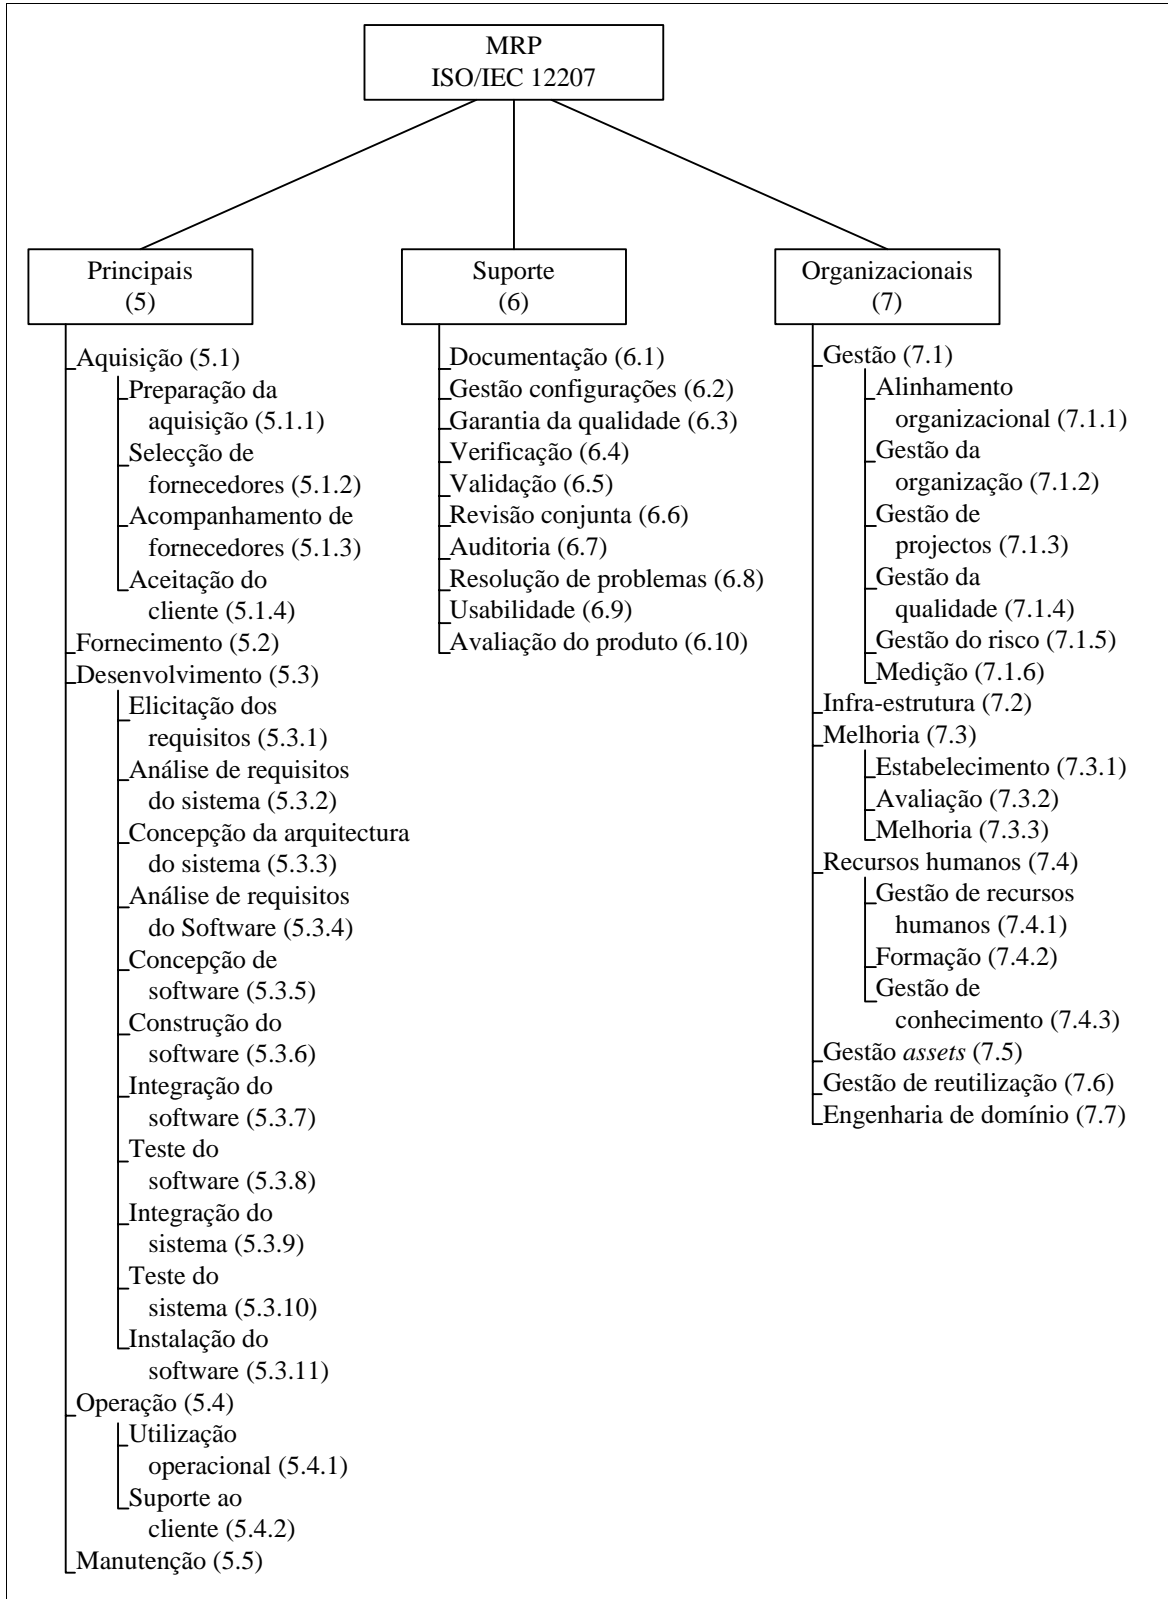 MRP
ISO/IEC 12207
Principais
(5)
Aquisição (5.1)
Preparação da
aquisição (5.1.1)
Selecção de
fornecedores (5.1.2)
Acompanhamento de
fornecedores (5.1.3)
Aceitação do
cliente (5.1.4)
Fornecimento (5.2)
Desenvolvimento (5.3)
Elicitação dos
requisitos (5.3.1)
Análise de requisitos
do sistema (5.3.2)
Concepção da arquitectura
do sistema (5.3.3)
Análise de requisitos
do Software (5.3.4)
Concepção de
software (5.3.5)
Construção do
software (5.3.6)
Integração do
software (5.3.7)
Teste do
software (5.3.8)
Integração do
sistema (5.3.9)
Teste do
sistema (5.3.10)
Instalação do
software (5.3.11)
Operação (5.4)
Utilização
operacional (5.4.1)
Suporte ao
cliente (5.4.2)
Manutenção (5.5)
Suporte
(6)
Documentação (6.1)
Gestão configurações (6.2)
Garantia da qualidade (6.3)
Verificação (6.4)
Validação (6.5)
Revisão conjunta (6.6)
Auditoria (6.7)
Resolução de problemas (6.8)
Usabilidade (6.9)
Avaliação do produto (6.10)
Organizacionais
(7)
Gestão (7.1)
Alinhamento
organizacional (7.1.1)
Gestão da
organização (7.1.2)
Gestão de
projectos (7.1.3)
Gestão da
qualidade (7.1.4)
Gestão do risco (7.1.5)
Medição (7.1.6)
Infra-estrutura (7.2)
Melhoria (7.3)
Estabelecimento (7.3.1)
Avaliação (7.3.2)
Melhoria (7.3.3)
Recursos humanos (7.4)
Gestão de recursos
humanos (7.4.1)
Formação (7.4.2)
Gestão de
conhecimento (7.4.3)
Gestão assets (7.5)
Gestão de reutilização (7.6)
Engenharia de domínio (7.7)